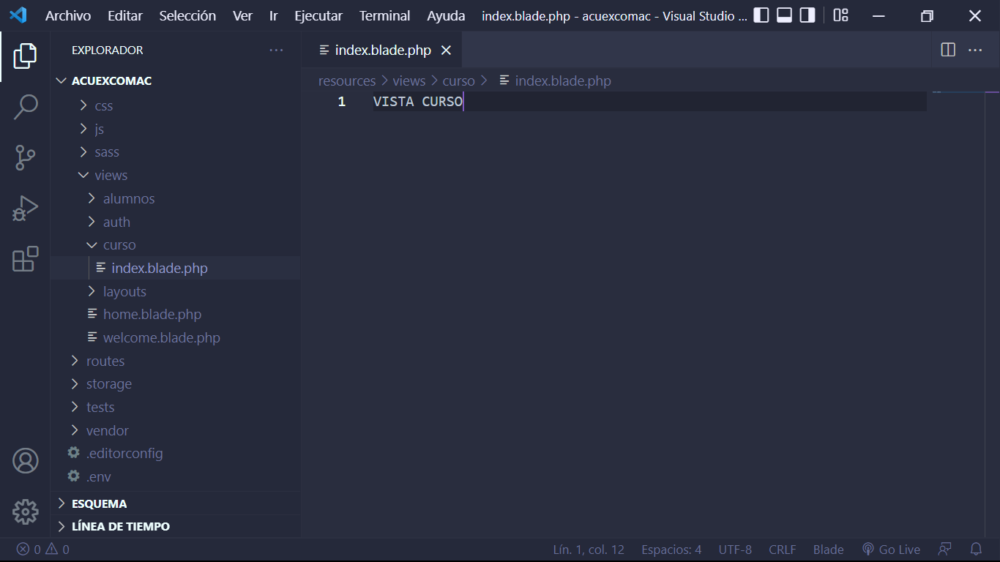 Archivo Editar Selección Ver Ir Ejecutar Terminal Ayuda index.blade.php - acuexcomac - Visual Studio ...
EXPLORADOR
index.blade.php
ACUEXCOMAC
resources > views > curso > index.blade.php
1 VISTA CURSO
css
js
sass
views
alumnos
auth
curso
index.blade.php
layouts
home.blade.php
welcome.blade.php
routes
storage
tests
vendor
.editorconfig
.env
ESQUEMA
LÍNEA DE TIEMPO
0 0 Lín. 1, col. 12 Espacios: 4 UTF-8 CRLF Blade Go Live